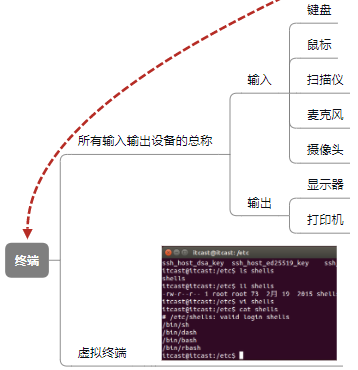 键盘
鼠标
输入
扫描仪
麦克风
所有输入输出设备的总称
摄像头
显示器
输出
打印机
终端
itcast@itcast: /etc
ssh_host_dsa_key ssh_host_ed25519_key ssh
itcast@itcast:/etc$ ls shells
shells
itcast@itcast:/etc$ ll shells
-rw-r--r-- 1 root root 73 2月 19 2015 shell
itcast@itcast:/etc$ vi shells
itcast@itcast:/etc$ cat shells
# /etc/shells: valid login shells
/bin/sh
/bin/dash
/bin/bash
/bin/rbash
itcast@itcast:/etc$
虚拟终端